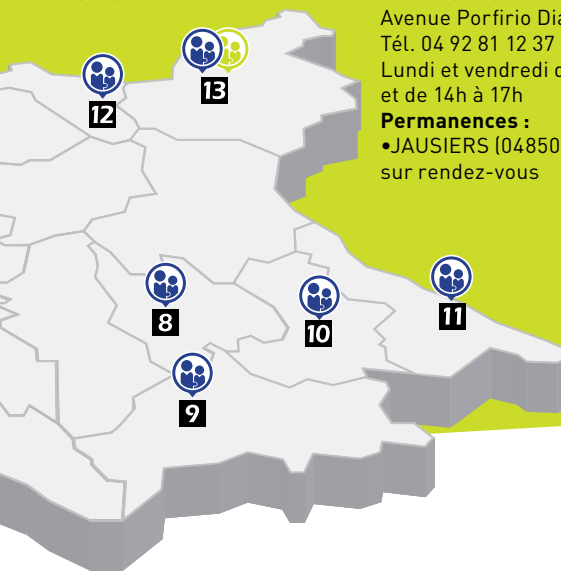 Avenue Porfirio Dia
Tél. 04 92 81 12 37
Lundi et vendredi d
et de 14h à 17h
Permanences :
•JAUSIERS (04850
sur rendez-vous
13
12
8
10
11
9